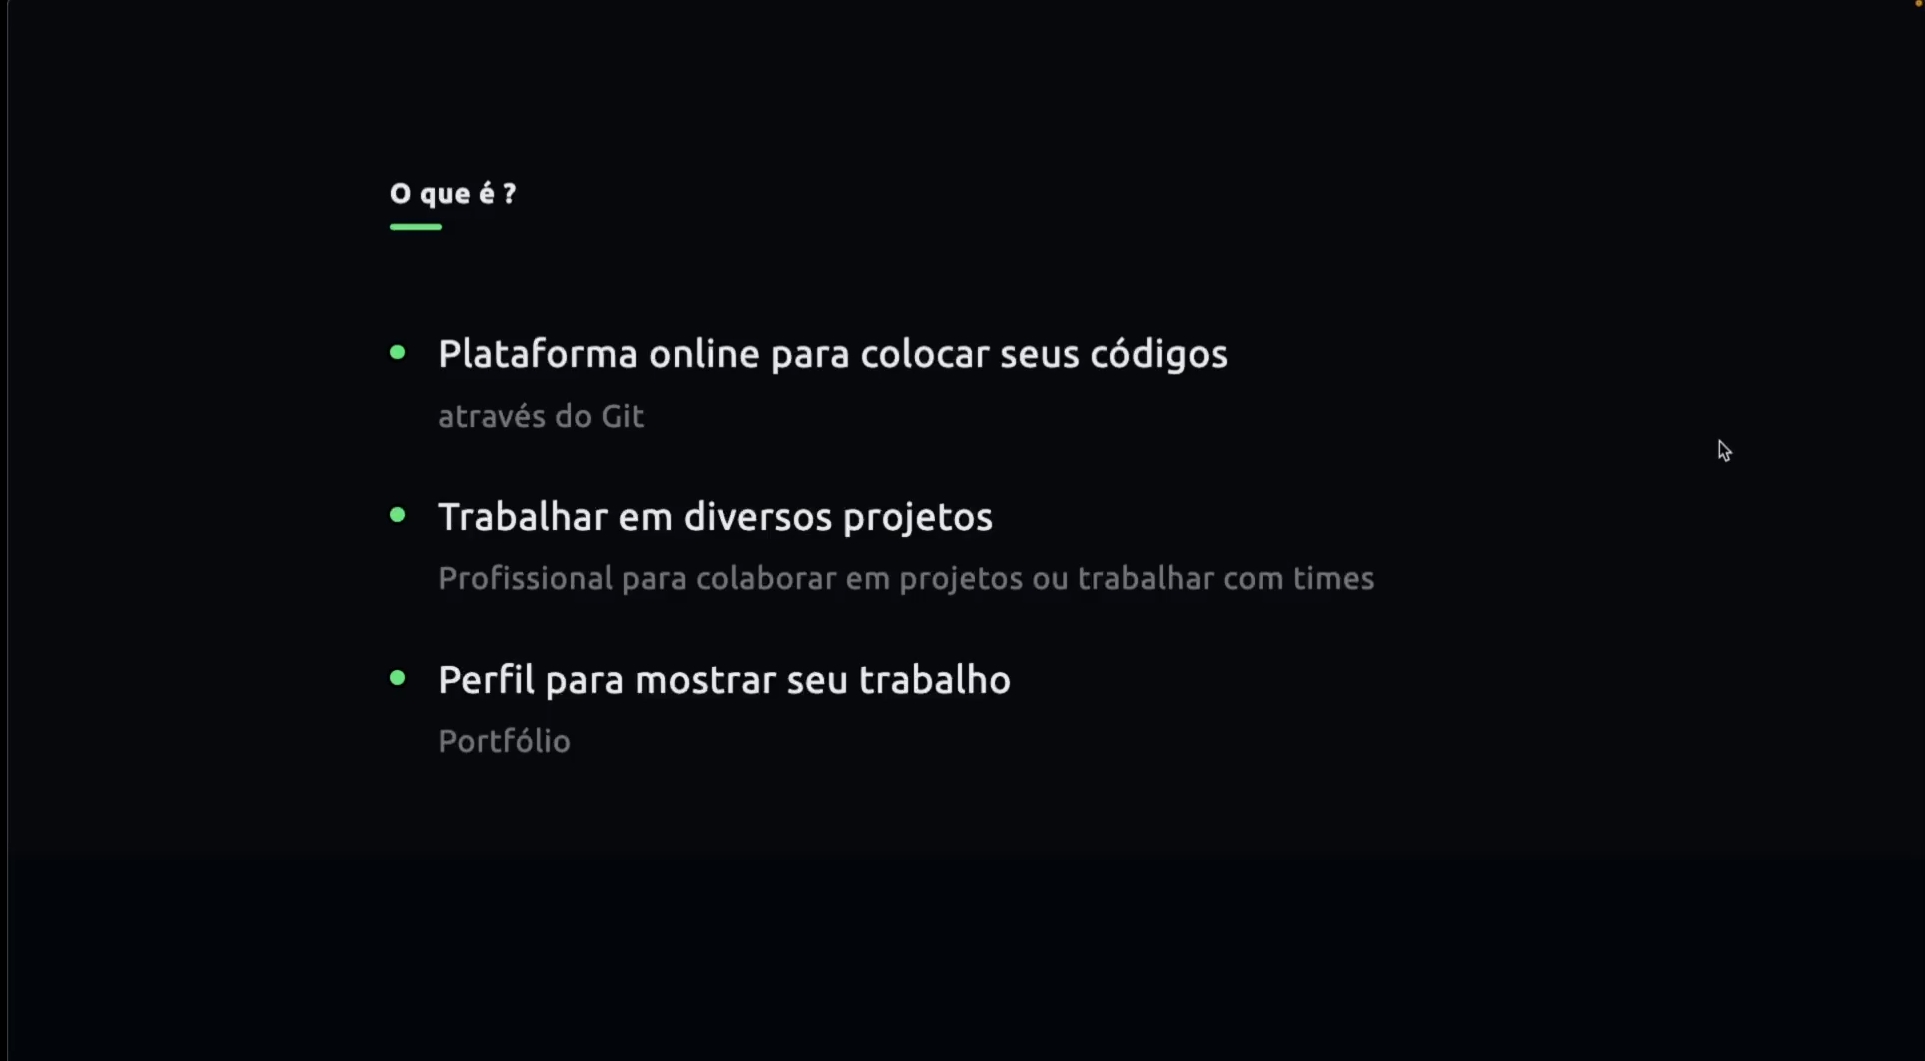 O que é ?
Plataforma online para colocar seus códigos
através do Git
Trabalhar em diversos projetos
Profissional para colaborar em projetos ou trabalhar com times
Perfil para mostrar seu trabalho
Portfólio